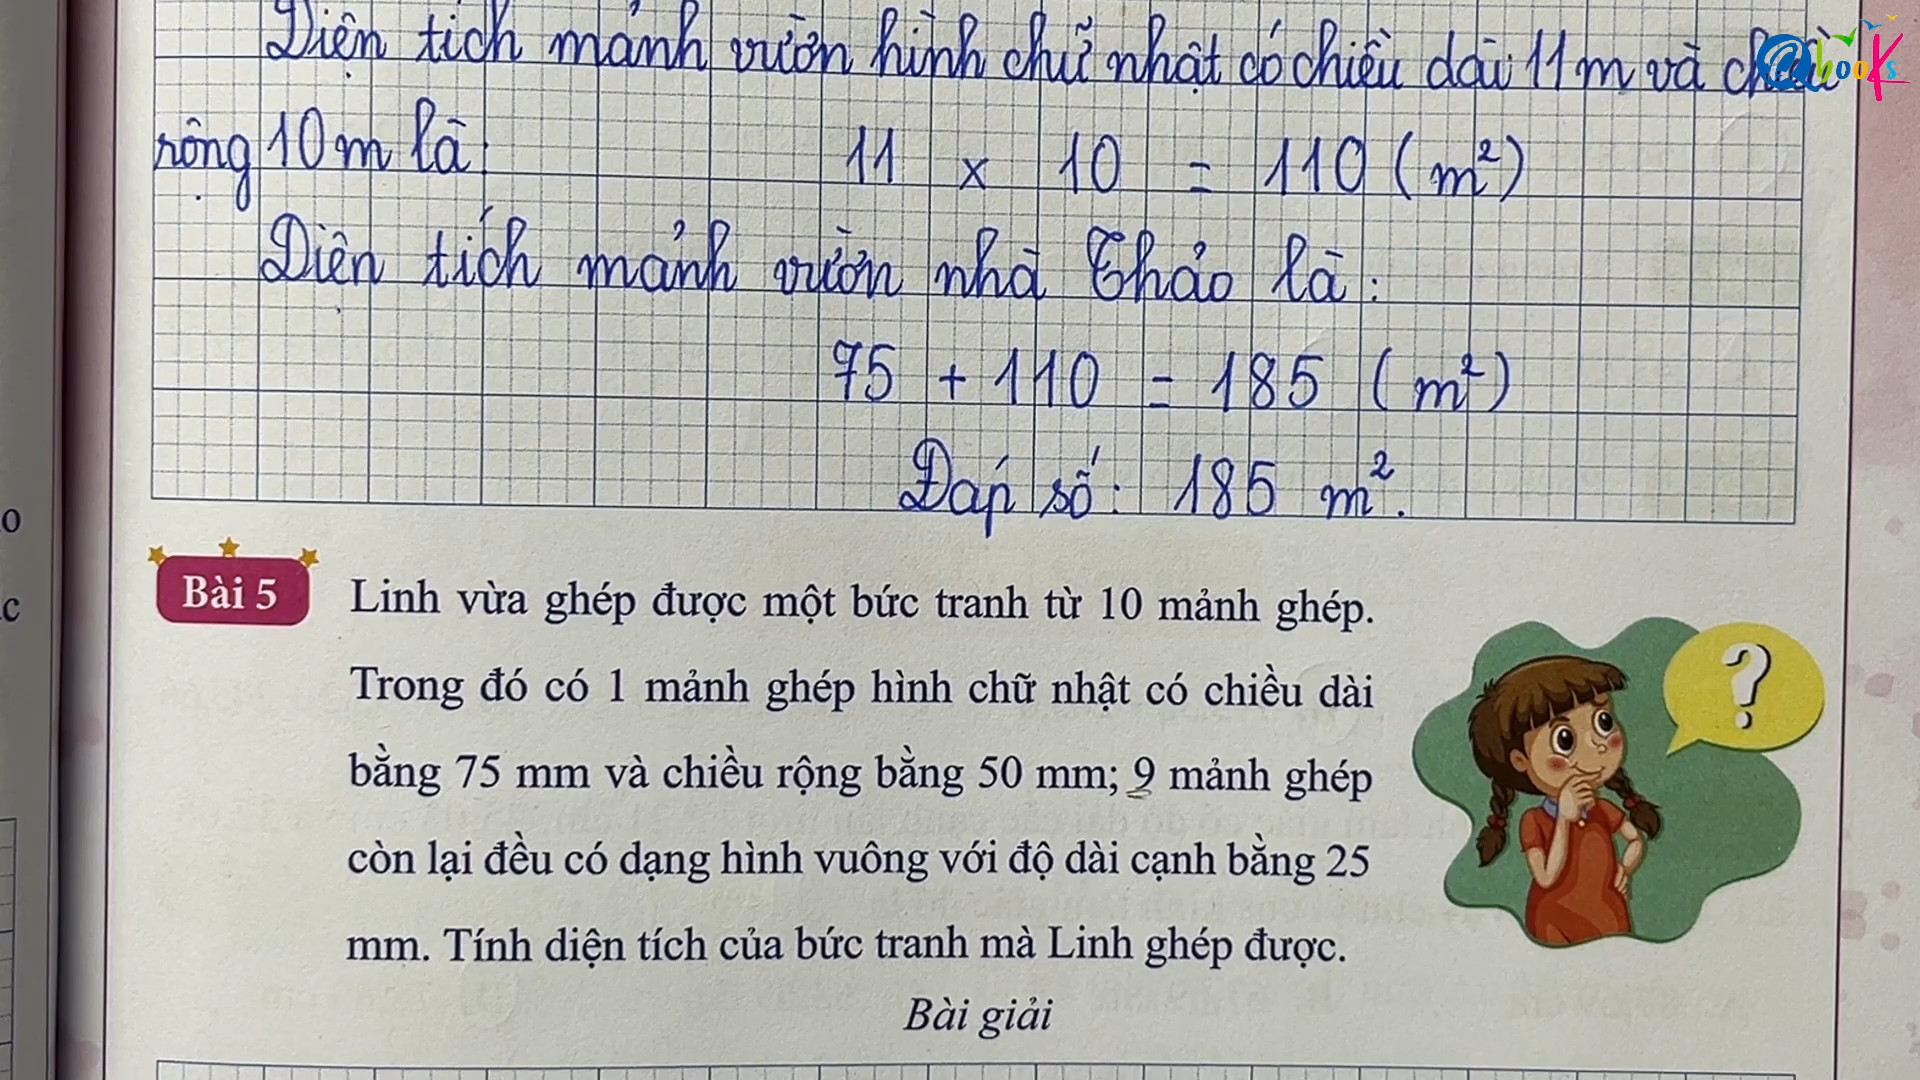 Diện tích mảnh vườn hình chữ nhật có chiều dài 11 m và chiều
@books
rộng 10 m là:
11 x 10 = 110 (m²)
Diện tích mảnh vườn nhà Thảo là:
75 + 110 = 185 (m²)
Đáp số: 185 m².
Bài 5
Linh vừa ghép được một bức tranh từ 10 mảnh ghép.
Trong đó có 1 mảnh ghép hình chữ nhật có chiều dài
bằng 75 mm và chiều rộng bằng 50 mm; 9 mảnh ghép
còn lại đều có dạng hình vuông với độ dài cạnh bằng 25
mm. Tính diện tích của bức tranh mà Linh ghép được.
?
Bài giải